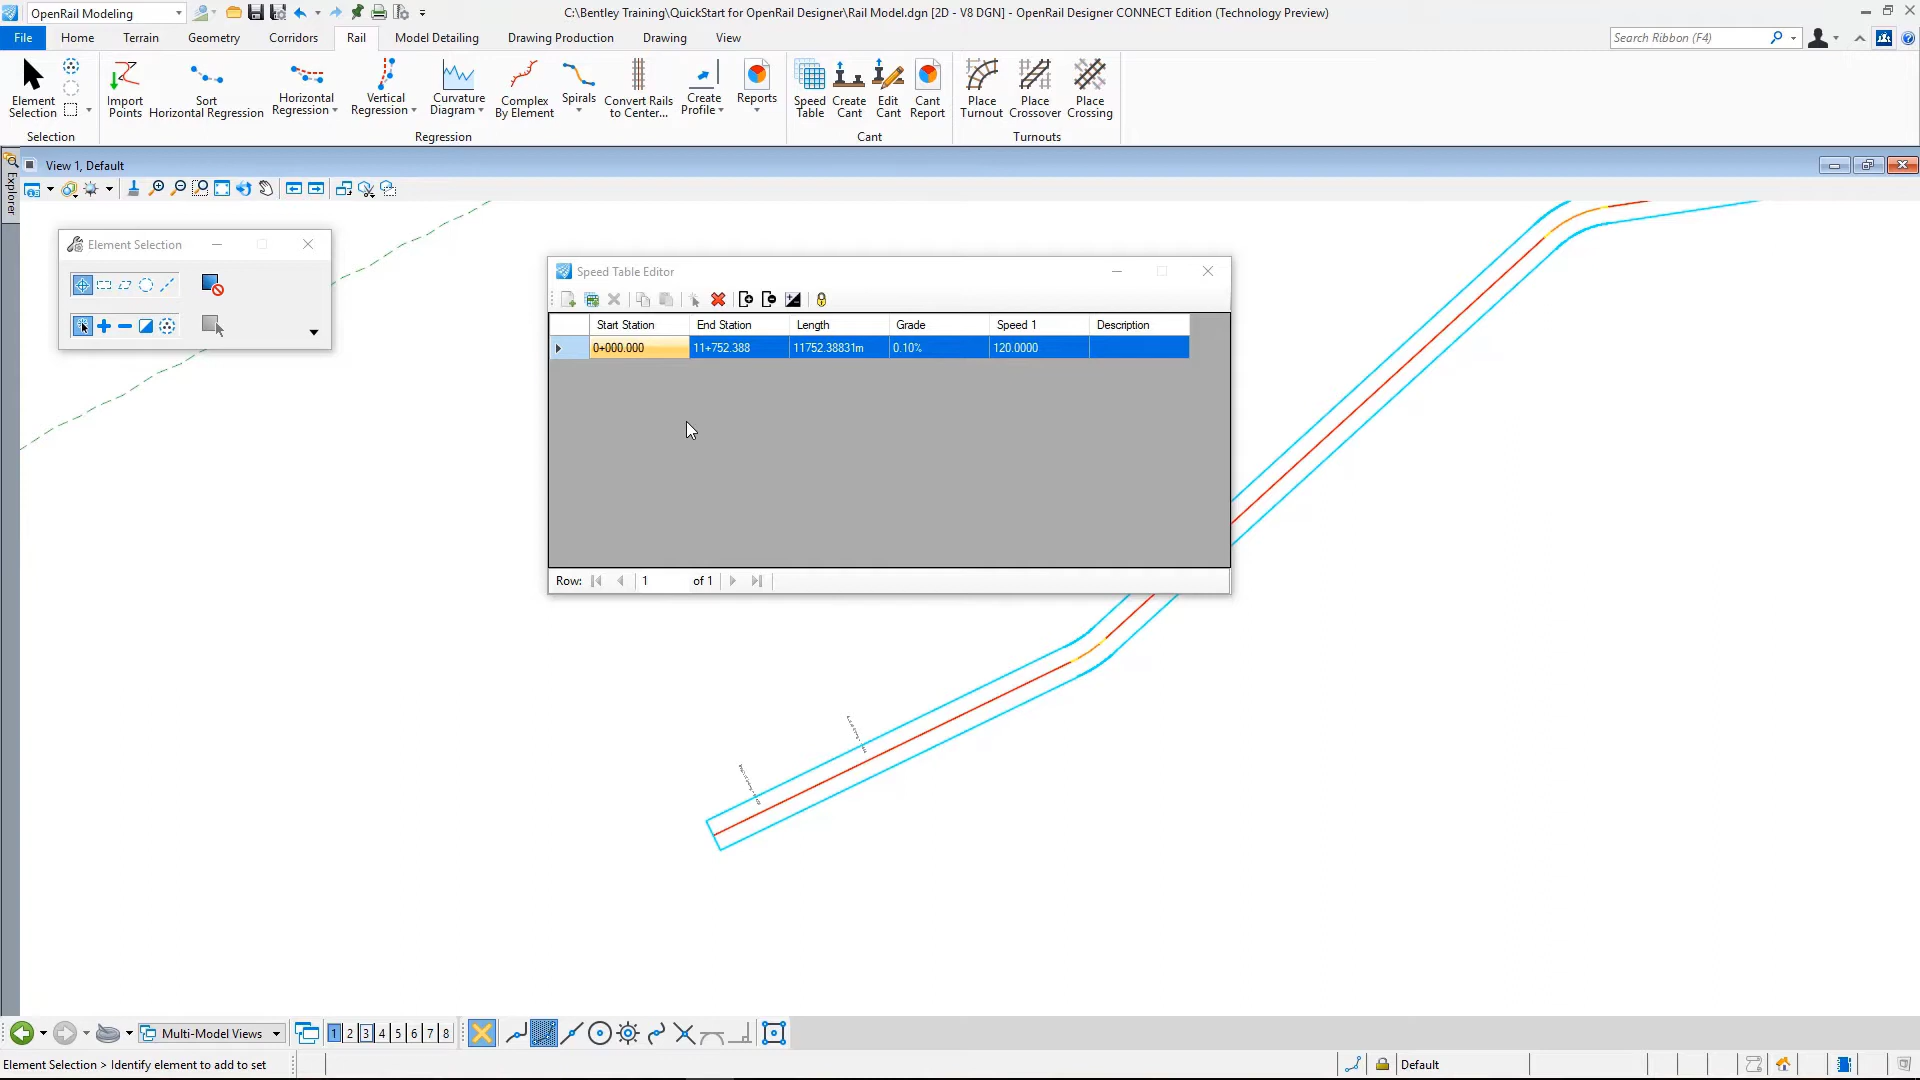 OpenRail Modeling
C:\Bentley Training\QuickStart for OpenRail Designer\Rail Model.dgn [2D - V8 DGN] - OpenRail Designer CONNECT Edition (Technology Preview)
File Home Terrain Geometry Corridors Rail Model Detailing Drawing Production Drawing View
Search Ribbon (F4)
Element Selection
Import Points
Sort Horizontal Regression
Horizontal Regression
Vertical Regression
Curvature Diagram
Complex By Element
Spirals
Convert Rails to Center...
Create Profile
Reports
Speed Table
Create Cant
Edit Cant
Cant Report
Place Turnout
Place Crossover
Place Crossing
Selection Regression Cant Turnouts
View 1, Default
Explorer
Element Selection
Speed Table Editor
Start Station End Station Length Grade Speed 1 Description
0+000.000 11+752.388 11752.38831m 0.10% 120.0000
Row: 1 of 1
Multi-Model Views 1 2 3 4 5 6 7 8
Element Selection > Identify element to add to set
Default